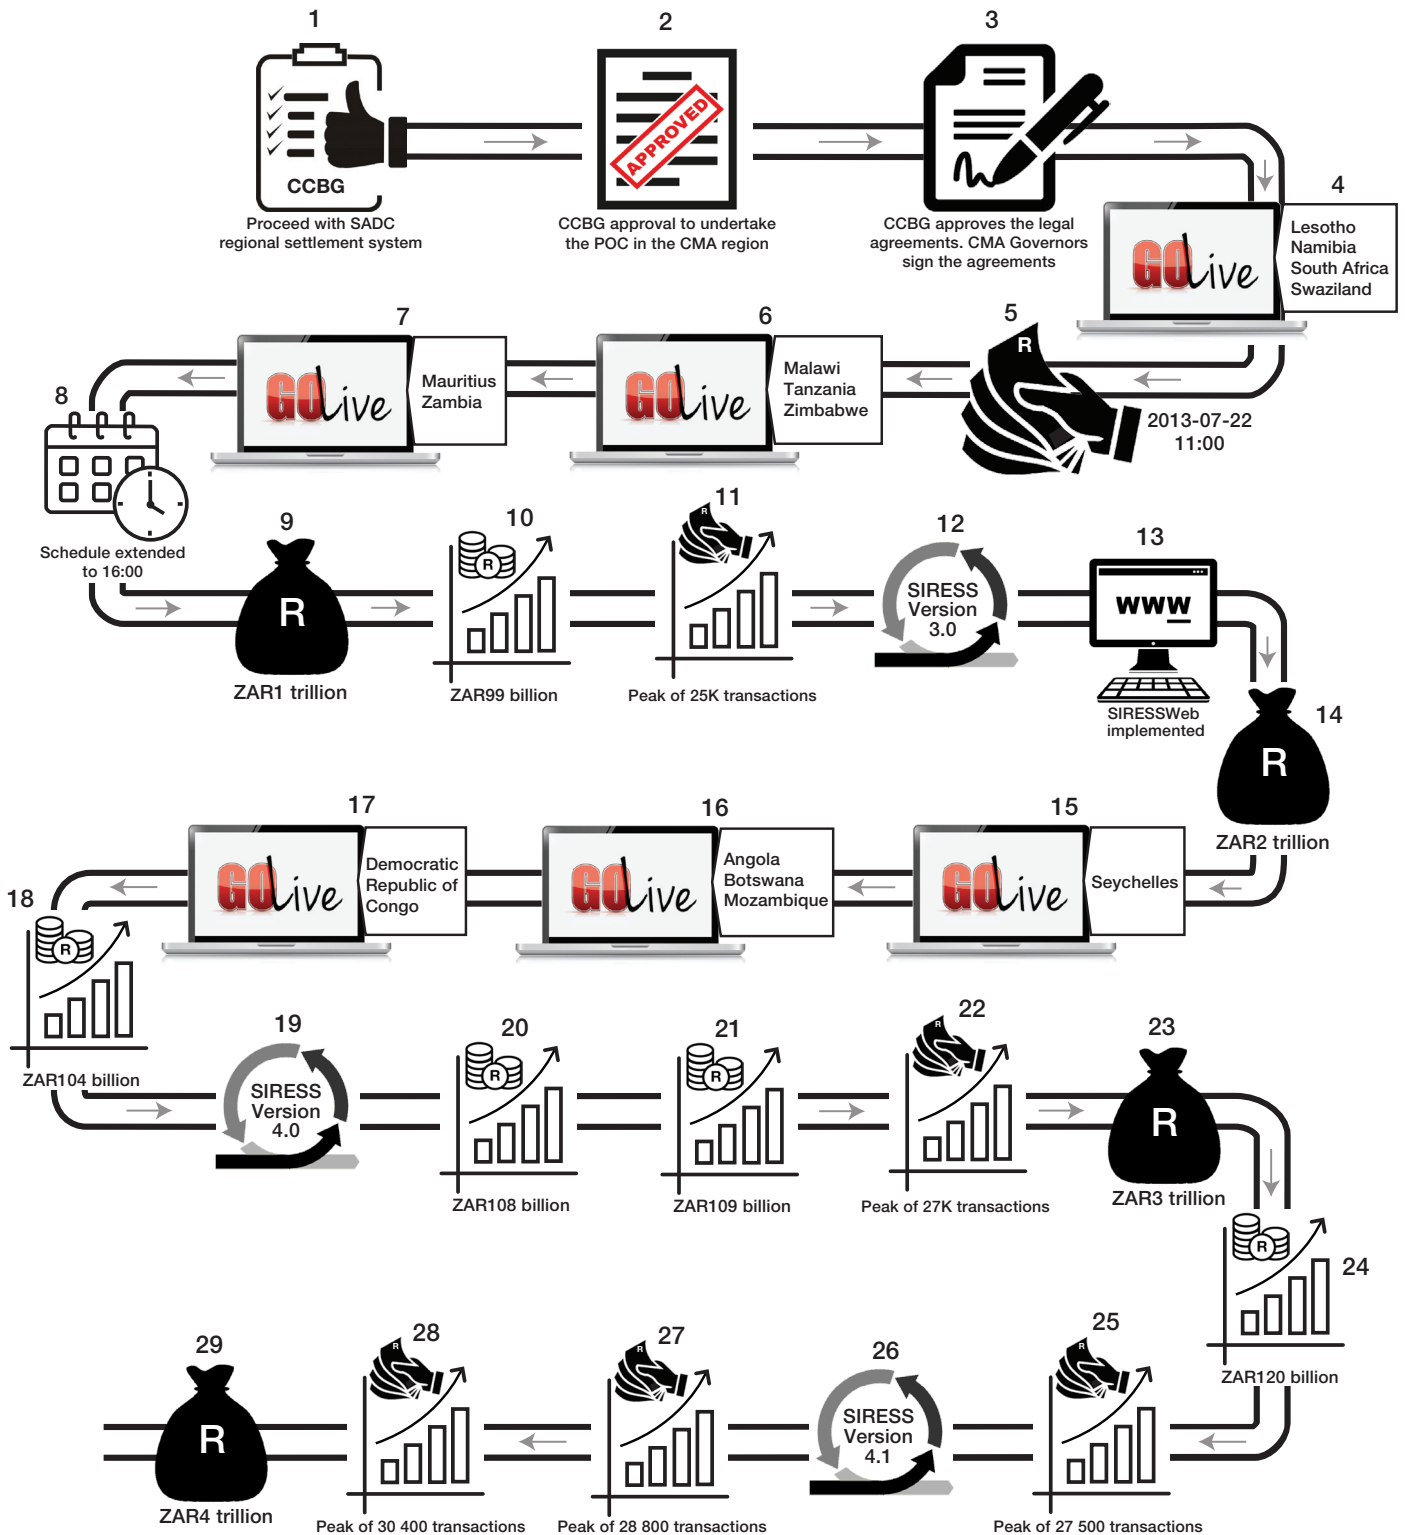 1
CCBG
Proceed with SADC
regional settlement system
2
APPROVED
CCBG approval to undertake
the POC in the CMA region
3
CCBG approves the legal
agreements. CMA Governors
sign the agreements
4
GOLive
Lesotho
Namibia
South Africa
Swaziland
5
R
2013-07-22
11:00
6
GOLive
Malawi
Tanzania
Zimbabwe
7
GOLive
Mauritius
Zambia
8
Schedule extended
to 16:00
9
R
ZAR1 trillion
10
R
ZAR99 billion
11
R
Peak of 25K transactions
12
SIRESS
Version
3.0
13
www
SIRESSWeb
implemented
14
R
ZAR2 trillion
15
GOLive
Seychelles
16
GOLive
Angola
Botswana
Mozambique
17
GOLive
Democratic
Republic of
Congo
18
R
ZAR104 billion
19
SIRESS
Version
4.0
20
R
ZAR108 billion
21
R
ZAR109 billion
22
R
Peak of 27K transactions
23
R
ZAR3 trillion
24
R
ZAR120 billion
25
R
Peak of 27 500 transactions
26
SIRESS
Version
4.1
27
R
Peak of 28 800 transactions
28
R
Peak of 30 400 transactions
29
R
ZAR4 trillion